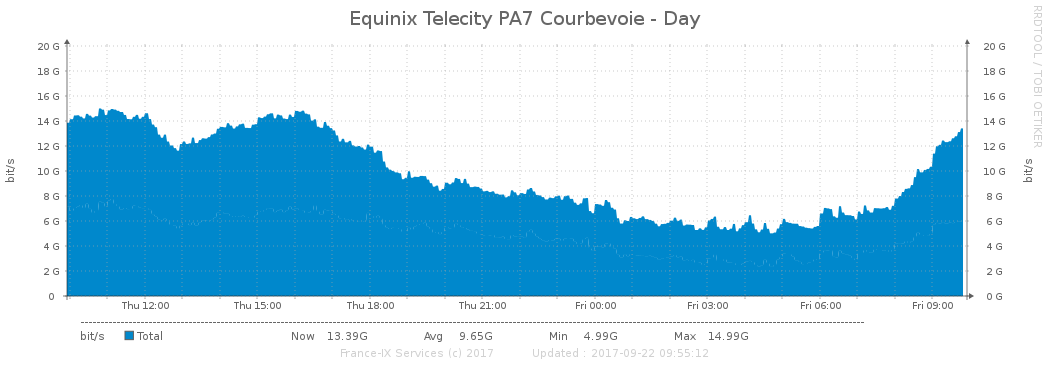 Equinix Telecity PA7 Courbevoie - Day
RRDTOOL / TOBI OETIKER
bit/s
20 G 20 G
18 G 18 G
16 G 16 G
14 G 14 G
12 G 12 G
10 G 10 G
8 G 8 G
6 G 6 G
4 G 4 G
2 G 2 G
0 0 G
bit/s
Thu 12:00 Thu 15:00 Thu 18:00 Thu 21:00 Fri 00:00 Fri 03:00 Fri 06:00 Fri 09:00
bit/s Total Now 13.39G Avg 9.65G Min 4.99G Max 14.99G
France-IX Services (c) 2017 Updated : 2017-09-22 09:55:12